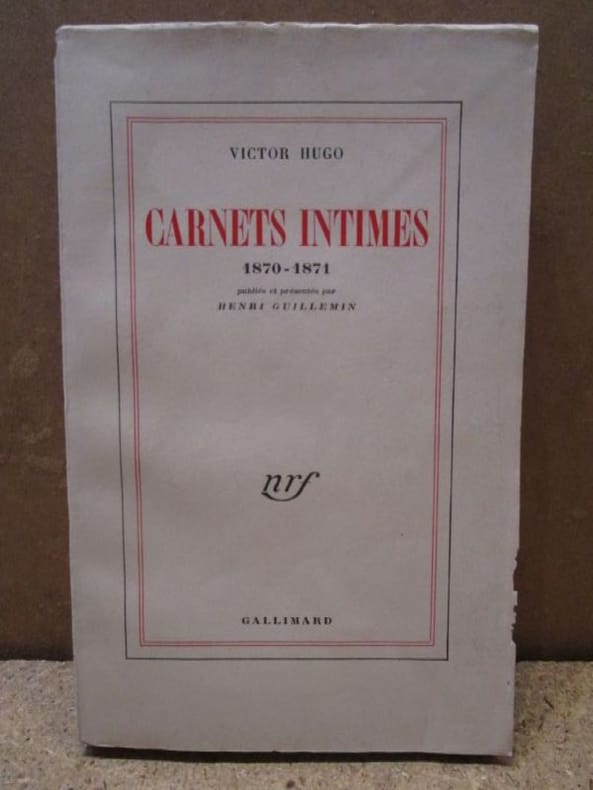 VICTOR HUGO
CARNETS INTIMES
1870-1871
publiés et présentés par
HENRI GUILLEMIN
nrf
GALLIMARD